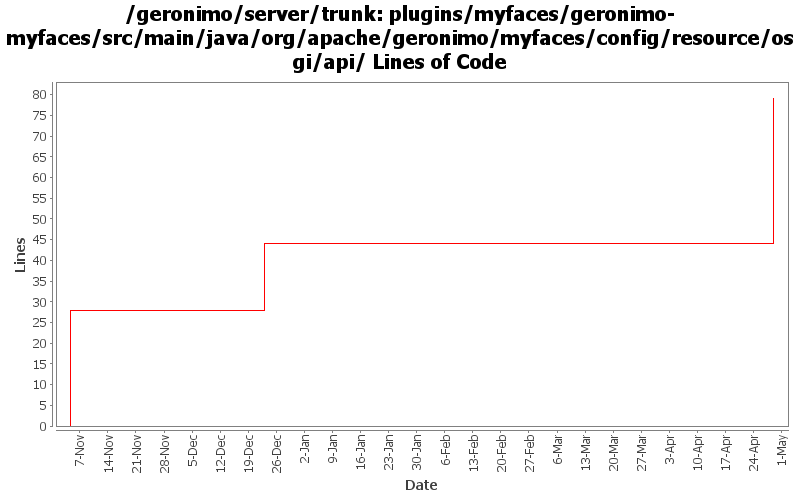 /geronimo/server/trunk: plugins/myfaces/geronimo-
myfaces/src/main/java/org/apache/geronimo/myfaces/config/resource/os
gi/api/ Lines of Code
80
75
70
65
60
55
50
45
40
35
30
25
20
15
10
5
0
Lines
7-Nov
14-Nov
21-Nov
28-Nov
5-Dec
12-Dec
19-Dec
26-Dec
2-Jan
9-Jan
16-Jan
23-Jan
30-Jan
6-Feb
13-Feb
20-Feb
27-Feb
6-Mar
13-Mar
20-Mar
27-Mar
3-Apr
10-Apr
17-Apr
24-Apr
1-May
Date